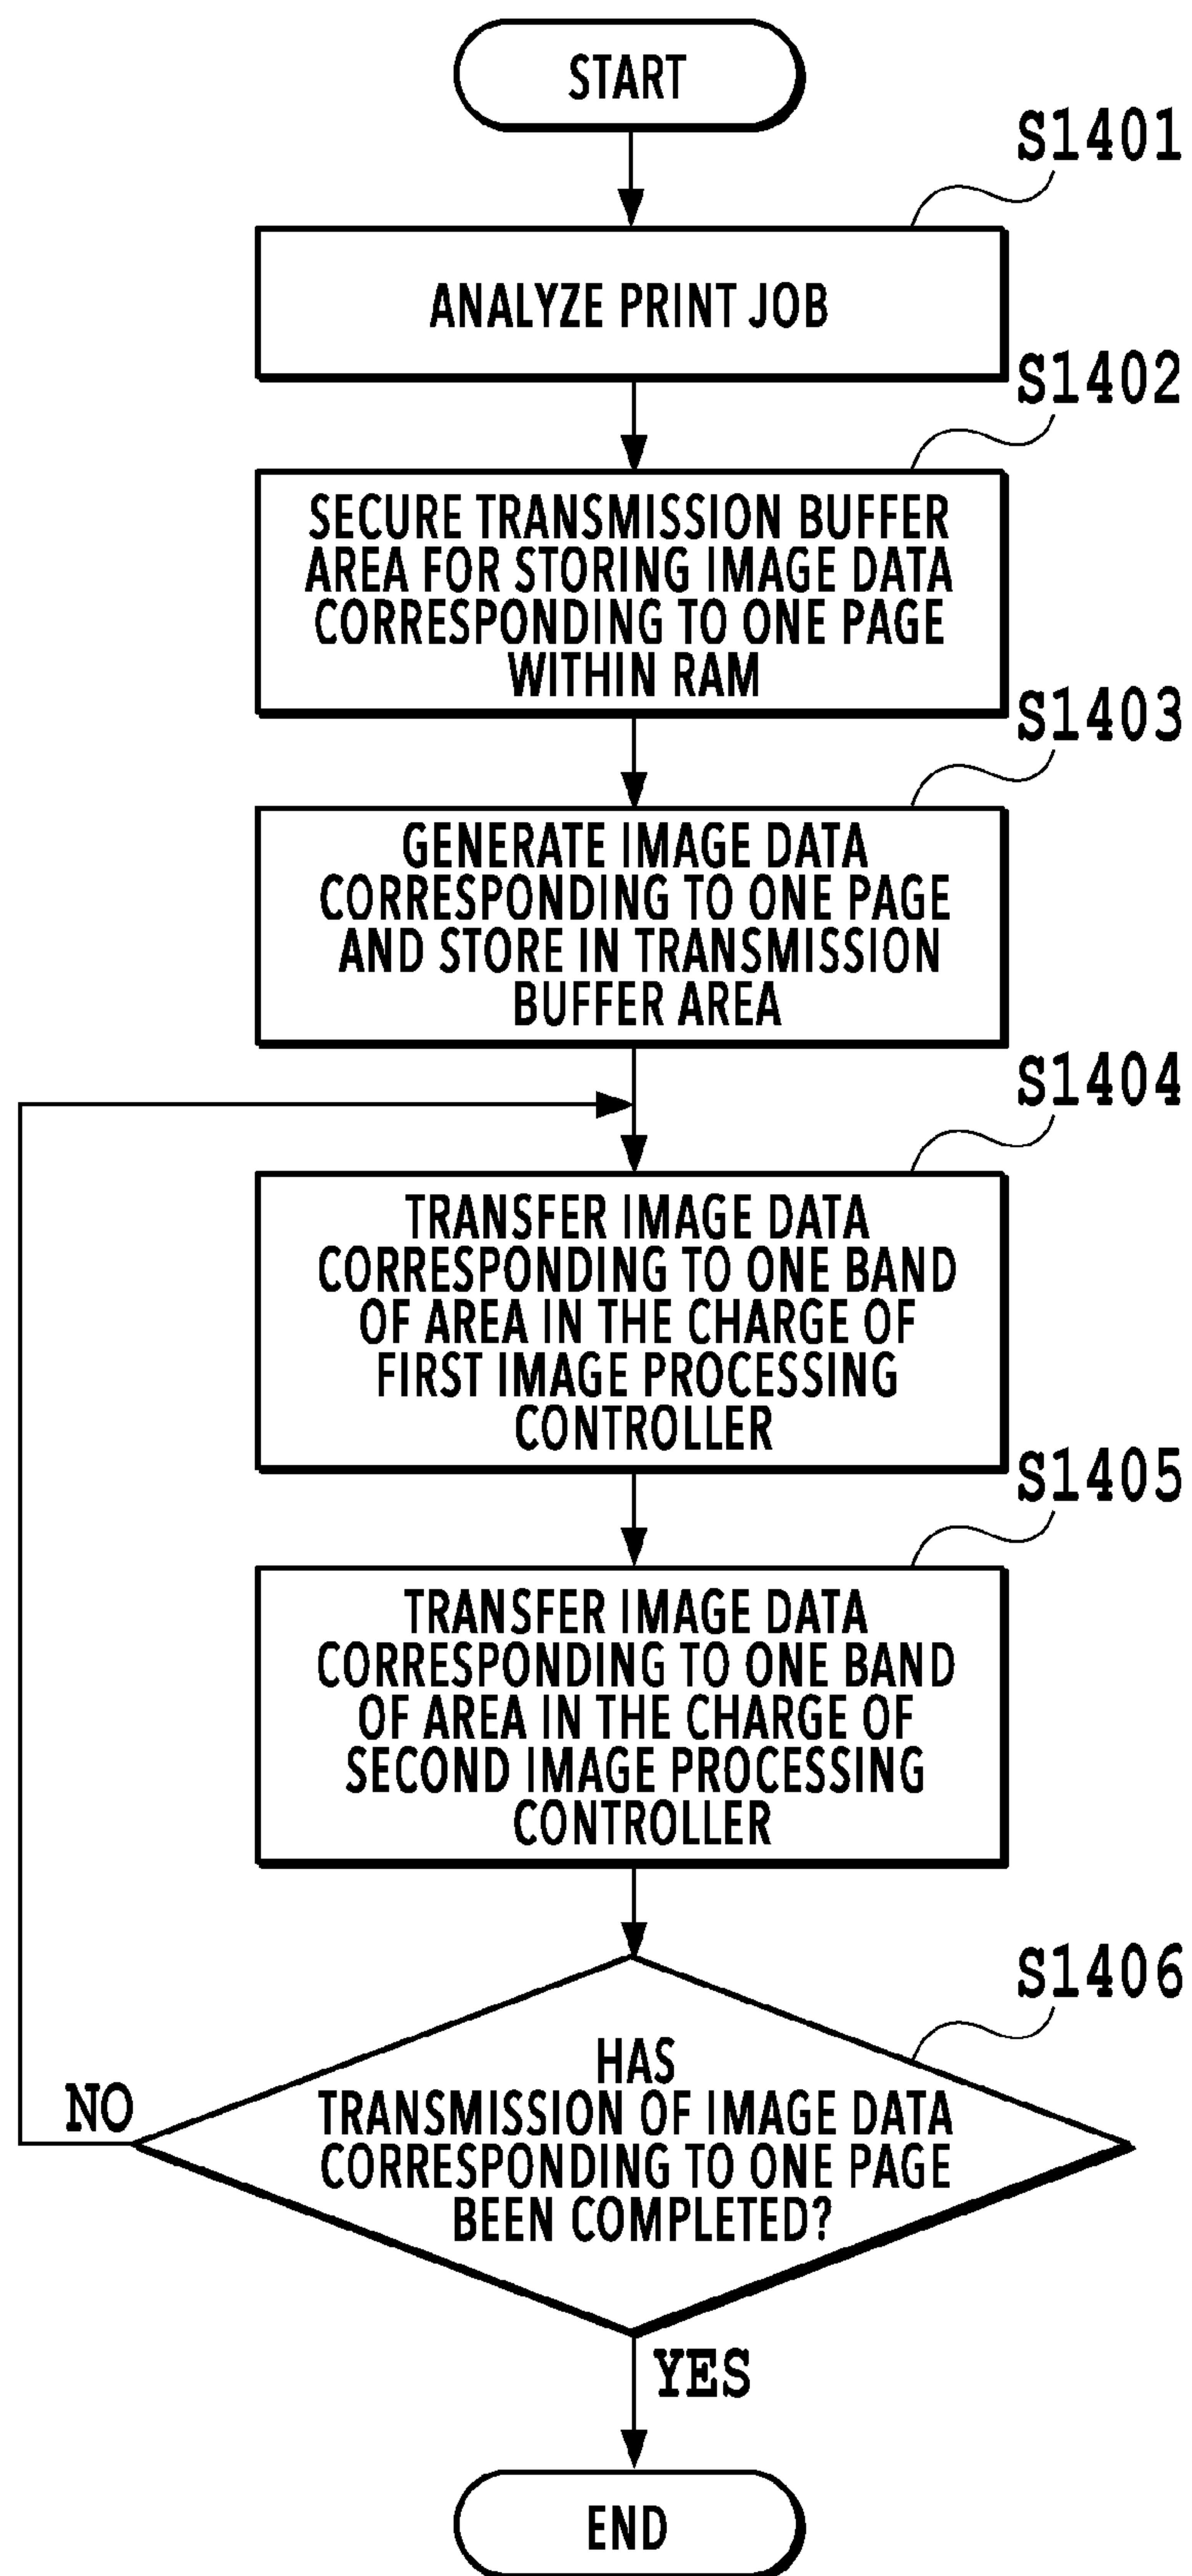 START
S1401
ANALYZE PRINT JOB
S1402
SECURE TRANSMISSION BUFFER
AREA FOR STORING IMAGE DATA
CORRESPONDING TO ONE PAGE
WITHIN RAM
S1403
GENERATE IMAGE DATA
CORRESPONDING TO ONE PAGE
AND STORE IN TRANSMISSION
BUFFER AREA
S1404
TRANSFER IMAGE DATA
CORRESPONDING TO ONE BAND
OF AREA IN THE CHARGE OF
FIRST IMAGE PROCESSING
CONTROLLER
S1405
TRANSFER IMAGE DATA
CORRESPONDING TO ONE BAND
OF AREA IN THE CHARGE OF
SECOND IMAGE PROCESSING
CONTROLLER
S1406
HAS
TRANSMISSION OF IMAGE DATA
CORRESPONDING TO ONE PAGE
BEEN COMPLETED?
NO
YES
END